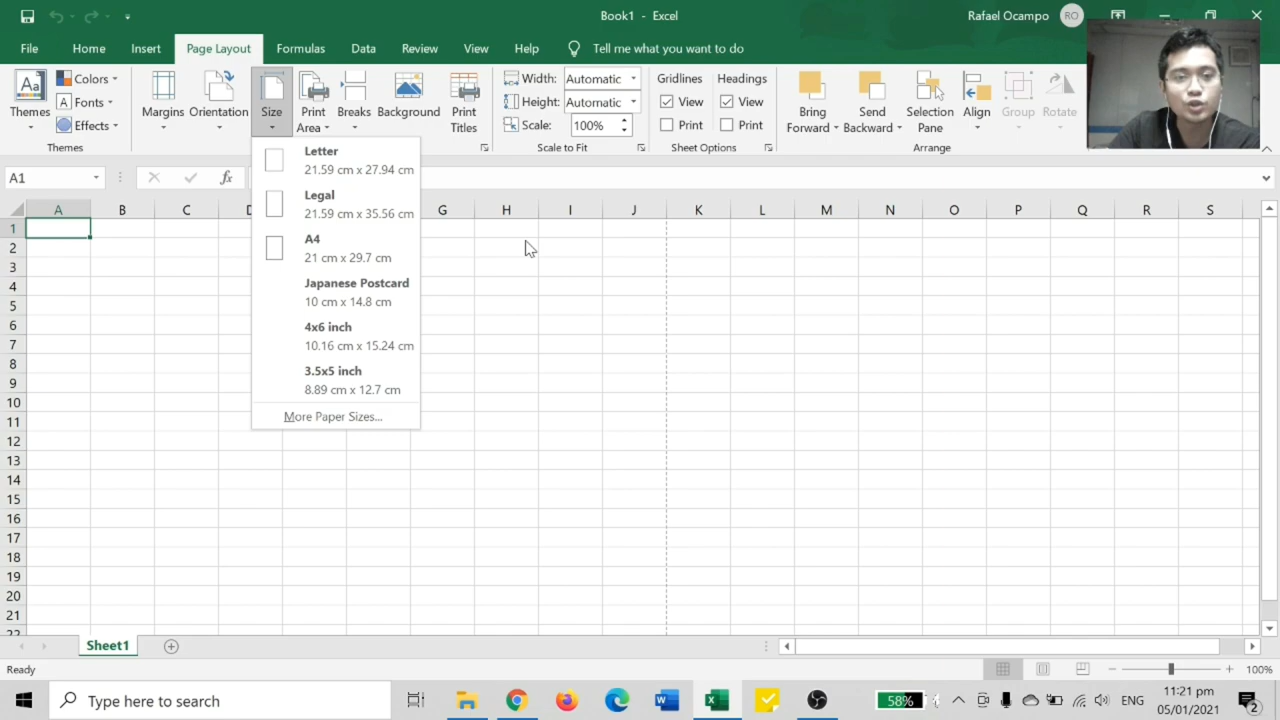 Book1 - Excel
Rafael Ocampo
RO
File
Home
Insert
Page Layout
Formulas
Data
Review
View
Help
Tell me what you want to do
Aa
Themes
Colors
Fonts
Effects
Themes
Margins
Orientation
Size
Print
Area
Breaks
Background
Print
Titles
Width: Automatic
Height: Automatic
Scale: 100%
Scale to Fit
Gridlines
View
Print
Headings
View
Print
Sheet Options
Bring
Forward
Send
Backward
Selection
Pane
Align
Group
Rotate
Arrange
A1
fx
Letter
21.59 cm x 27.94 cm
Legal
21.59 cm x 35.56 cm
A4
21 cm x 29.7 cm
Japanese Postcard
10 cm x 14.8 cm
4x6 inch
10.16 cm x 15.24 cm
3.5x5 inch
8.89 cm x 12.7 cm
More Paper Sizes...
A B C D G H I J K L M N O P Q R S
1
2
3
4
5
6
7
8
9
10
11
12
13
14
15
16
17
18
19
20
21
22
Sheet1
Ready
100%
Type here to search
58%
ENG
11:21 pm
05/01/2021
2